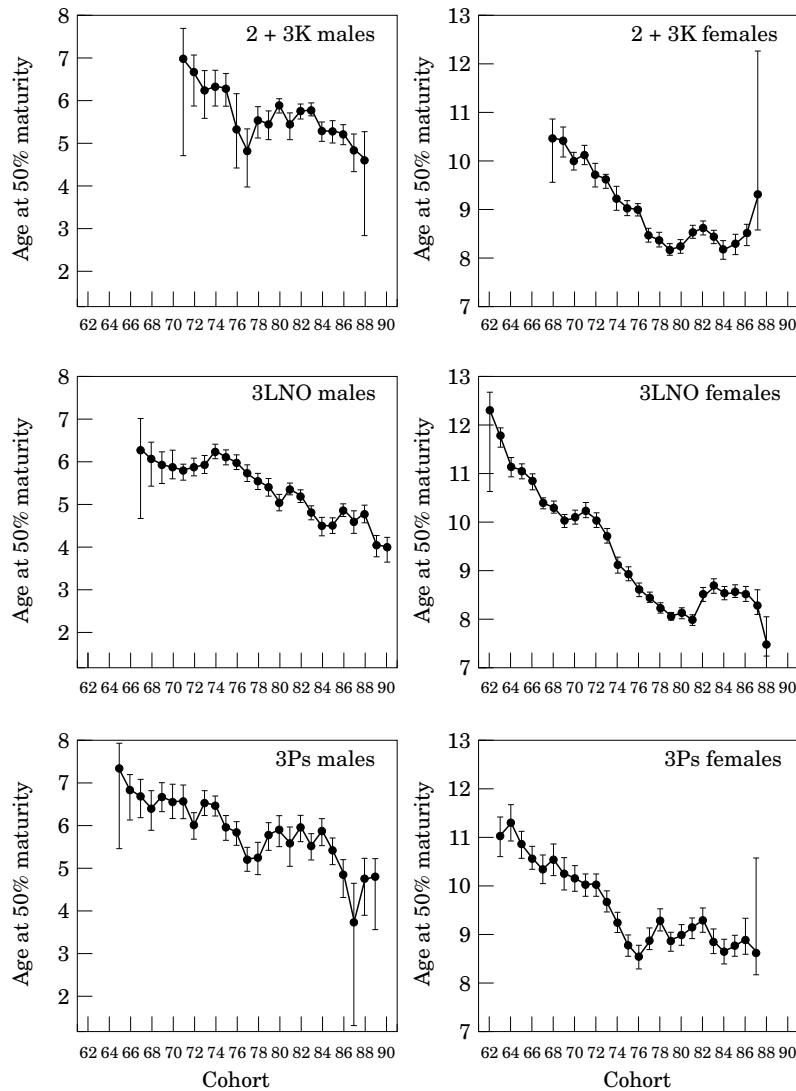 8
7
6
5
4
3
2
Age at 50% maturity
2 + 3K males
62 64 66 68 70 72 74 76 78 80 82 84 86 88 90
13
12
11
10
9
8
7
Age at 50% maturity
2 + 3K females
62 64 66 68 70 72 74 76 78 80 82 84 86 88 90
8
7
6
5
4
3
2
Age at 50% maturity
3LNO males
62 64 66 68 70 72 74 76 78 80 82 84 86 88 90
13
12
11
10
9
8
7
Age at 50% maturity
3LNO females
62 64 66 68 70 72 74 76 78 80 82 84 86 88 90
8
7
6
5
4
3
2
Age at 50% maturity
3Ps males
62 64 66 68 70 72 74 76 78 80 82 84 86 88 90
Cohort
13
12
11
10
9
8
7
Age at 50% maturity
3Ps females
62 64 66 68 70 72 74 76 78 80 82 84 86 88 90
Cohort